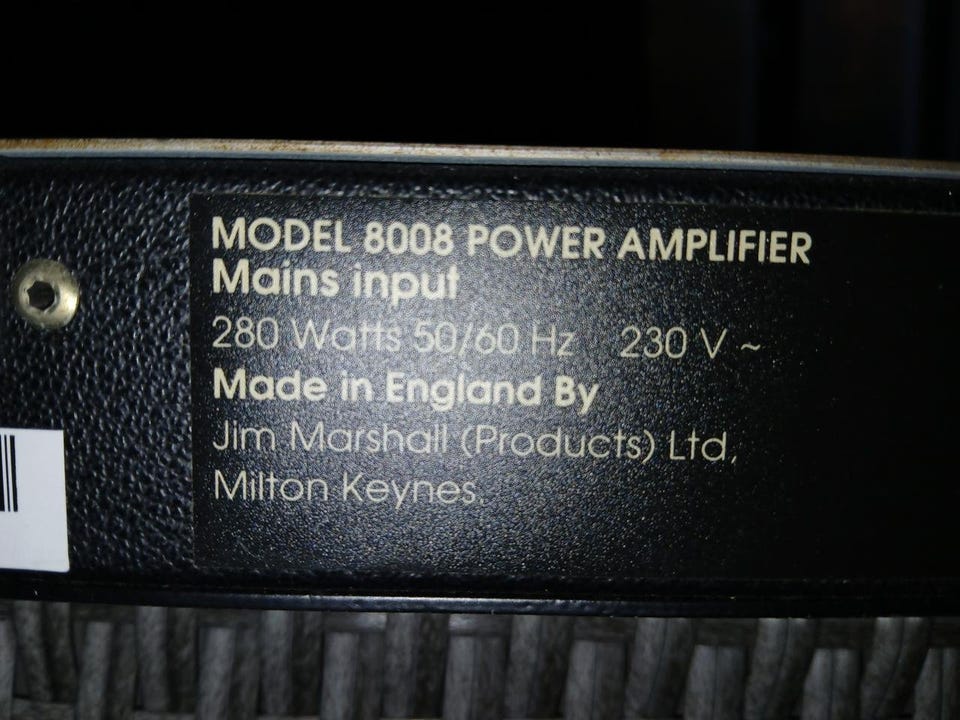 MODEL 8008 POWER AMPLIFIER
Mains input
280 Watts 50/60 Hz 230 V ~
Made in England By
Jim Marshall (Products) Ltd,
Milton Keynes.